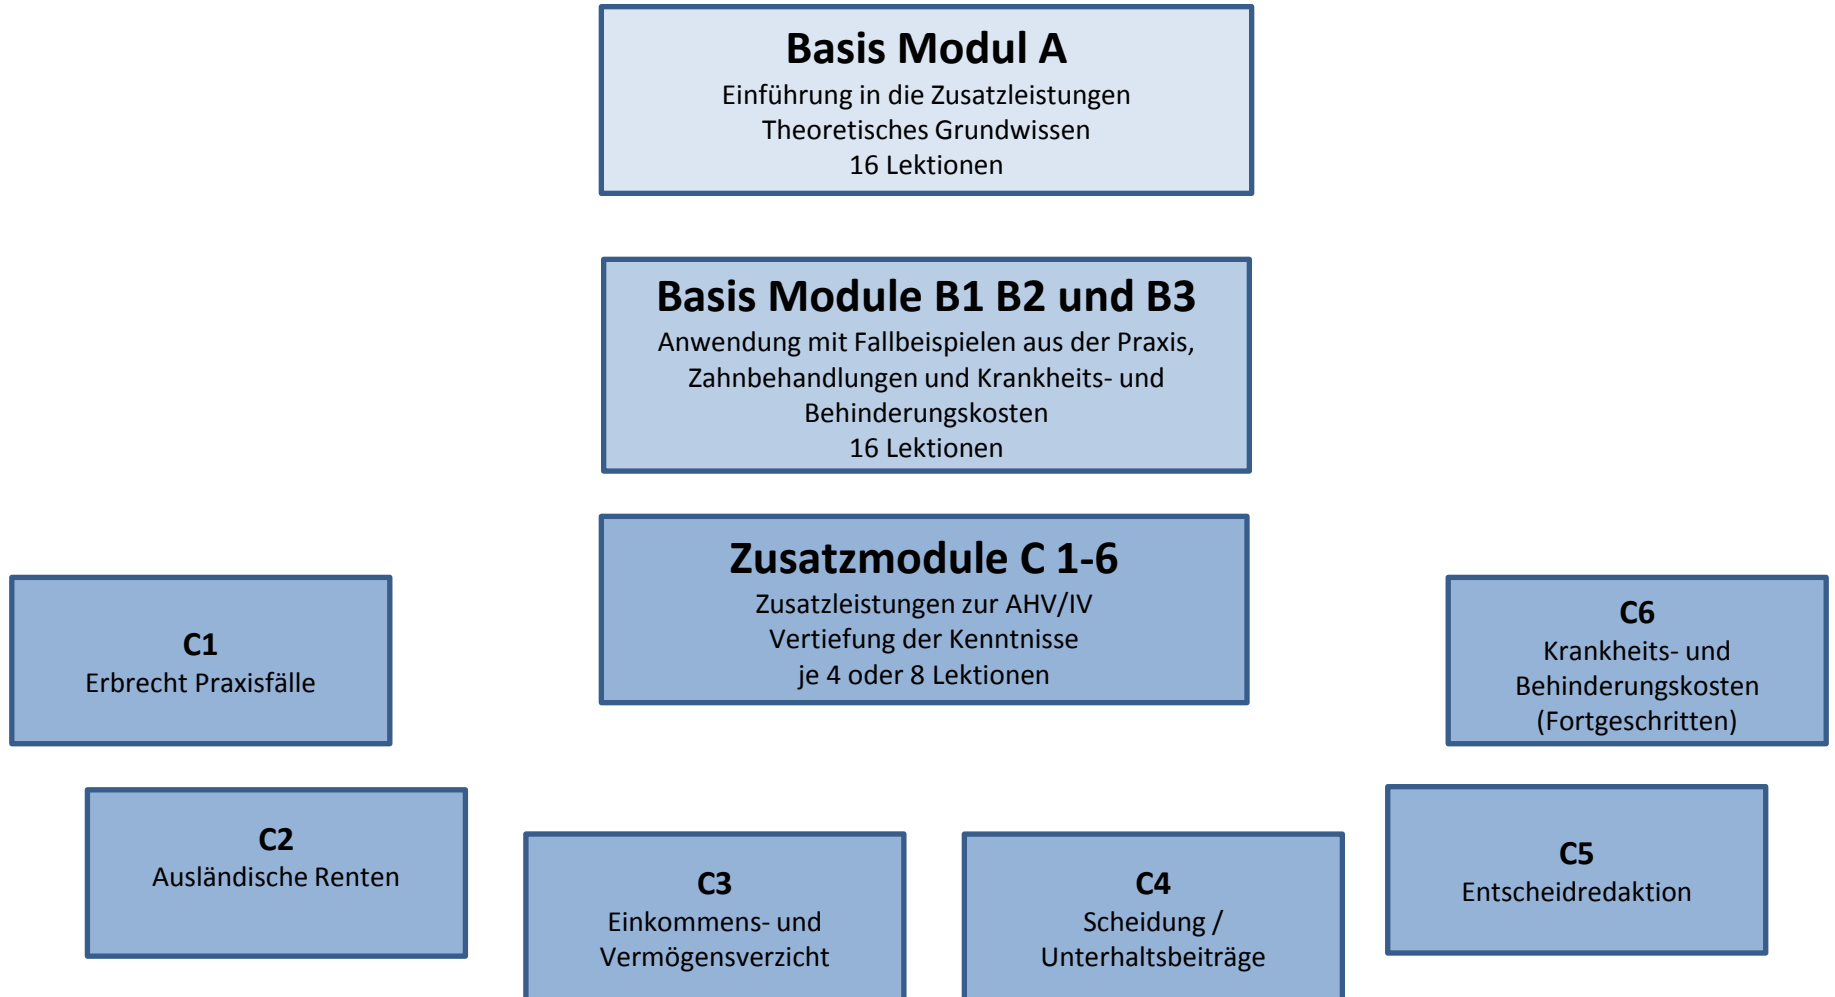 Basis Modul A
Einführung in die Zusatzleistungen
Theoretisches Grundwissen
16 Lektionen
Basis Module B1 B2 und B3
Anwendung mit Fallbeispielen aus der Praxis,
Zahnbehandlungen und Krankheits- und
Behinderungskosten
16 Lektionen
Zusatzmodule C 1-6
Zusatzleistungen zur AHV/IV
Vertiefung der Kenntnisse
je 4 oder 8 Lektionen
C1
Erbrecht Praxisfälle
C2
Ausländische Renten
C3
Einkommens- und
Vermögensverzicht
C4
Scheidung /
Unterhaltsbeiträge
C5
Entscheidredaktion
C6
Krankheits- und
Behinderungskosten
(Fortgeschritten)